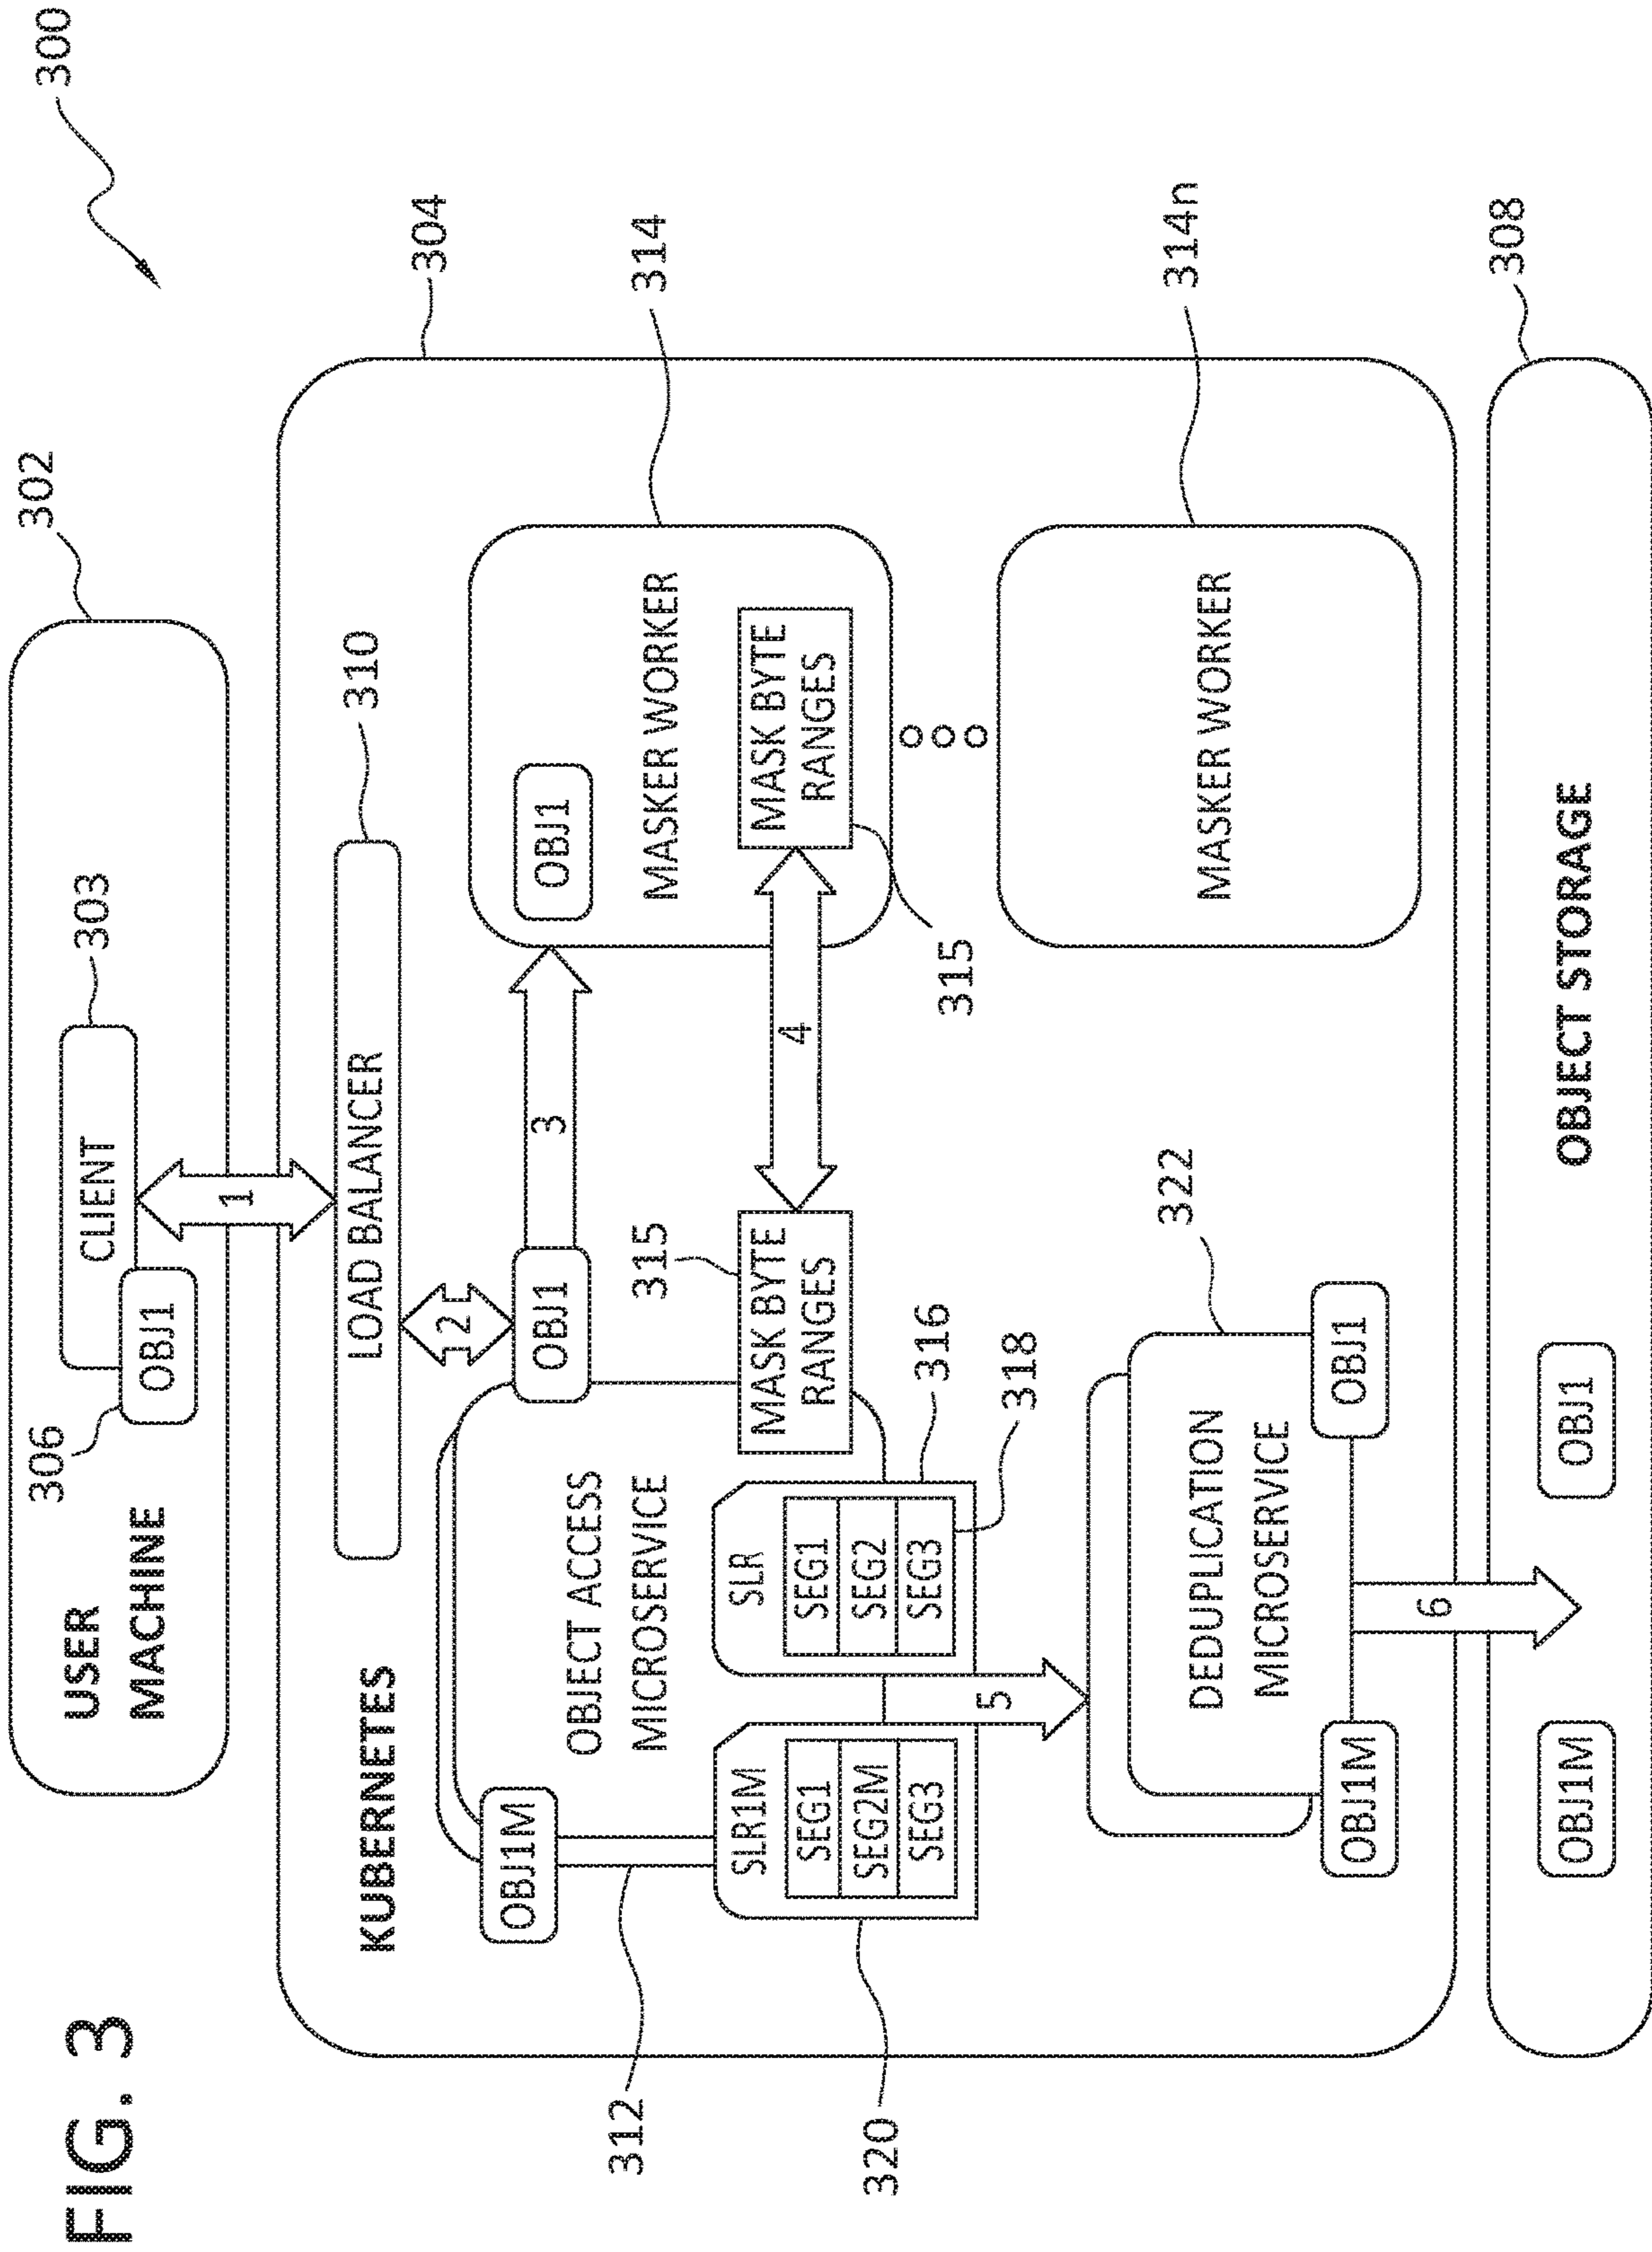 FIG. 3
300
302
USER
MACHINE
CLIENT
303
OBJ1
306
1
304
KUBERNETES
LOAD BALANCER
310
2
OBJ1M
OBJ1
3
OBJ1
314
312
OBJECT ACCESS
MICROSERVICE
MASKER WORKER
315
MASK BYTE
RANGES
4
MASK BYTE
RANGES
315
SLR1M
SEG1
SEG2M
SEG3
SLR
SEG1
SEG2
SEG3
316
318
320
5
322
DEDUPLICATION
MICROSERVICE
MASKER WORKER
314n
OBJ1M
OBJ1
6
308
OBJ1M
OBJ1
OBJECT STORAGE